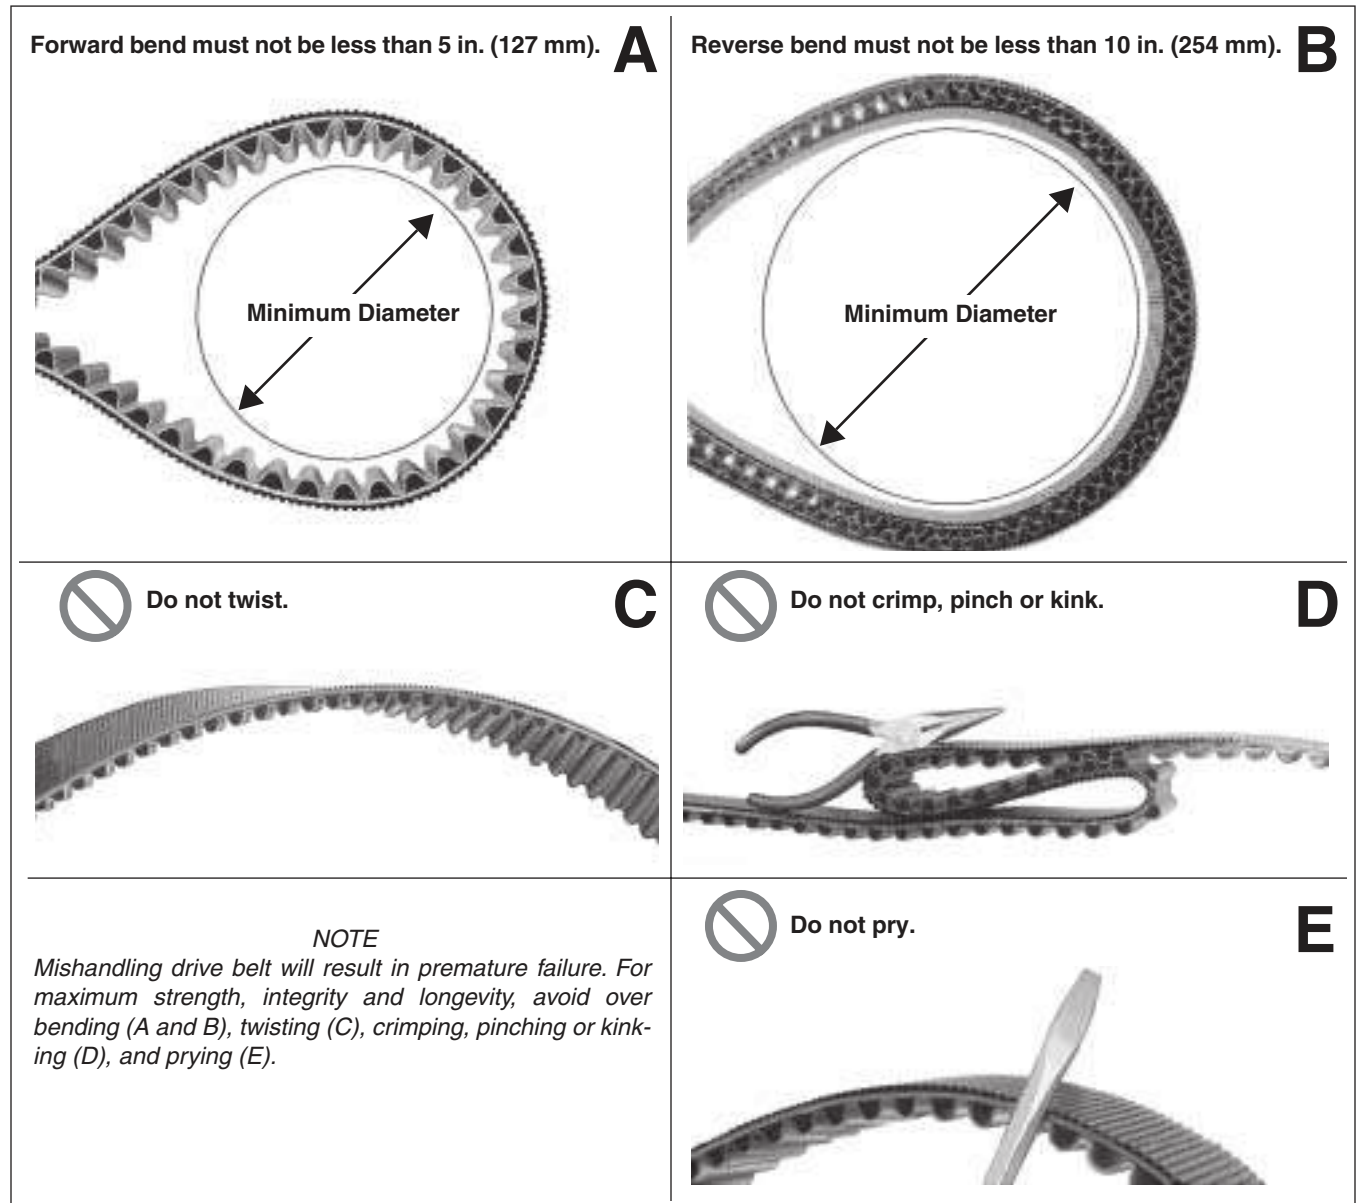 Forward bend must not be less than 5 in. (127 mm).
A
Minimum Diameter
Reverse bend must not be less than 10 in. (254 mm).
B
Minimum Diameter
Do not twist.
C
Do not crimp, pinch or kink.
D
NOTE
Mishandling drive belt will result in premature failure. For
maximum strength, integrity and longevity, avoid over
bending (A and B), twisting (C), crimping, pinching or kink-
ing (D), and prying (E).
Do not pry.
E